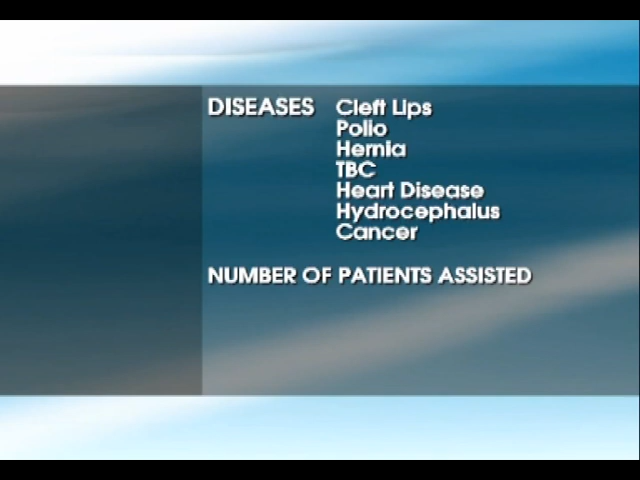 DISEASES Cleft Lips
Polio
Hernia
TBC
Heart Disease
Hydrocephalus
Cancer
NUMBER OF PATIENTS ASSISTED